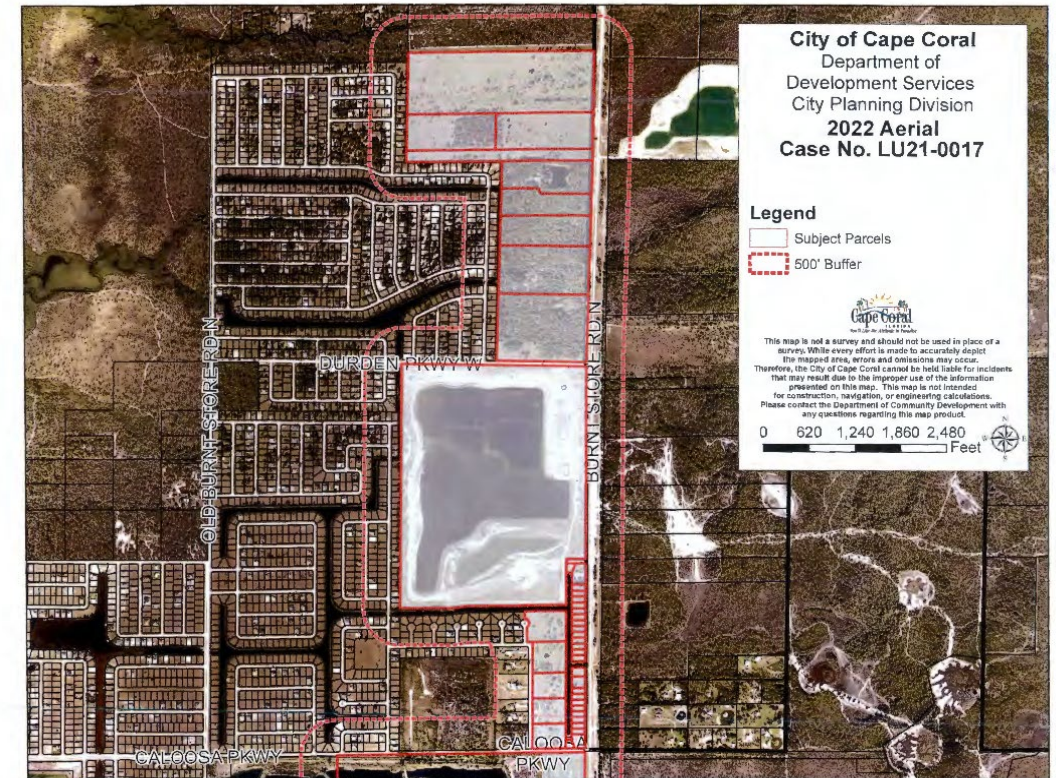 City of Cape Coral
Department of
Development Services
City Planning Division
2022 Aerial
Case No. LU21-0017
Legend
Subject Parcels
500' Buffer
Cape Coral
FLORIDA
This map is not a survey and should not be used in place of a
survey. While every effort is made to accurately depict
the mapped area, errors and omissions may occur.
Therefore, the City of Cape Coral cannot be held liable for incidents
that may result due to the improper use of the information
presented on this map. This map is not intended
for construction, navigation, or engineering calculations.
Please contact the Department of Community Development with
any questions regarding this map product.
0 620 1,240 1,860 2,480
Feet
N
W
E
S
OLD BURNT STORE RD N
BURNT STORE RD N
DURDEN PKWY W
CALOOSA PKWY
CALOOSA
PKWY